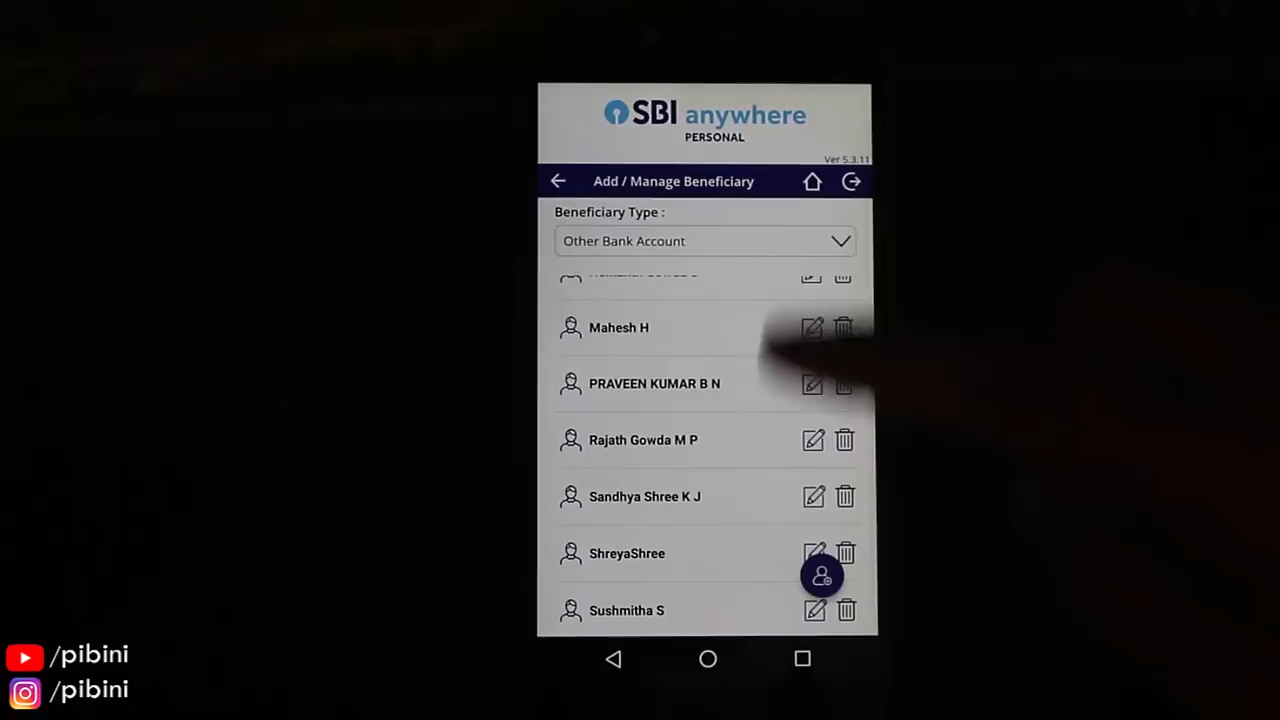 SBI anywhere
PERSONAL
Ver 5.3.11
Add / Manage Beneficiary
Beneficiary Type :
Other Bank Account
Mahesh H
PRAVEEN KUMAR B N
Rajath Gowda M P
Sandhya Shree K J
ShreyaShree
Sushmitha S
/pibini
/pibini